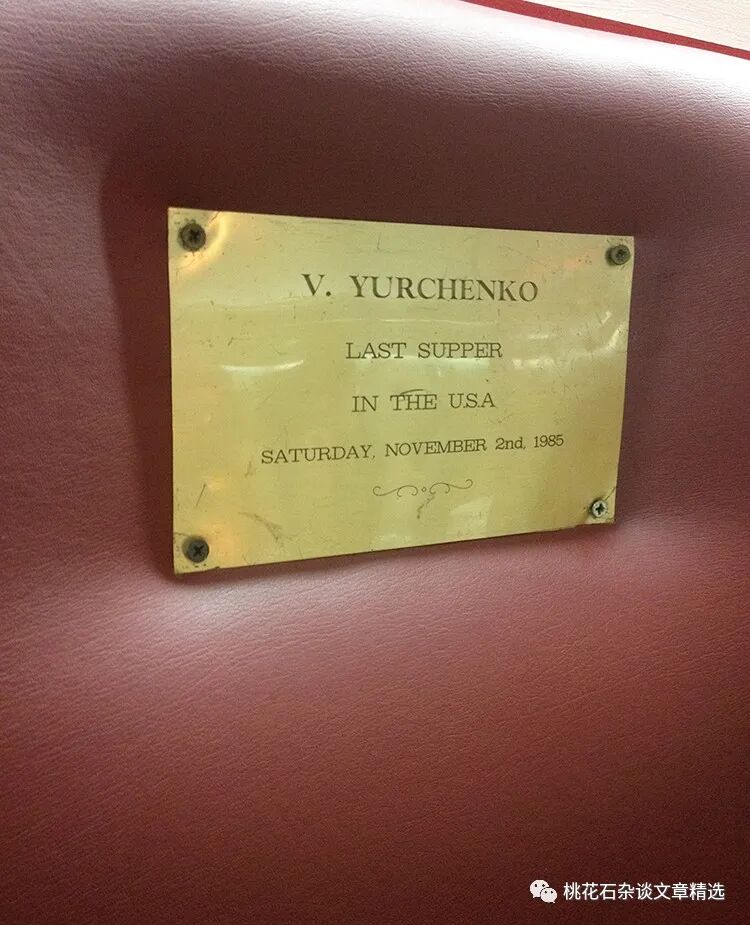 V. YURCHENKO
LAST SUPPER
IN THE U.S.A
SATURDAY, NOVEMBER 2nd, 1985
桃花石杂谈文章精选